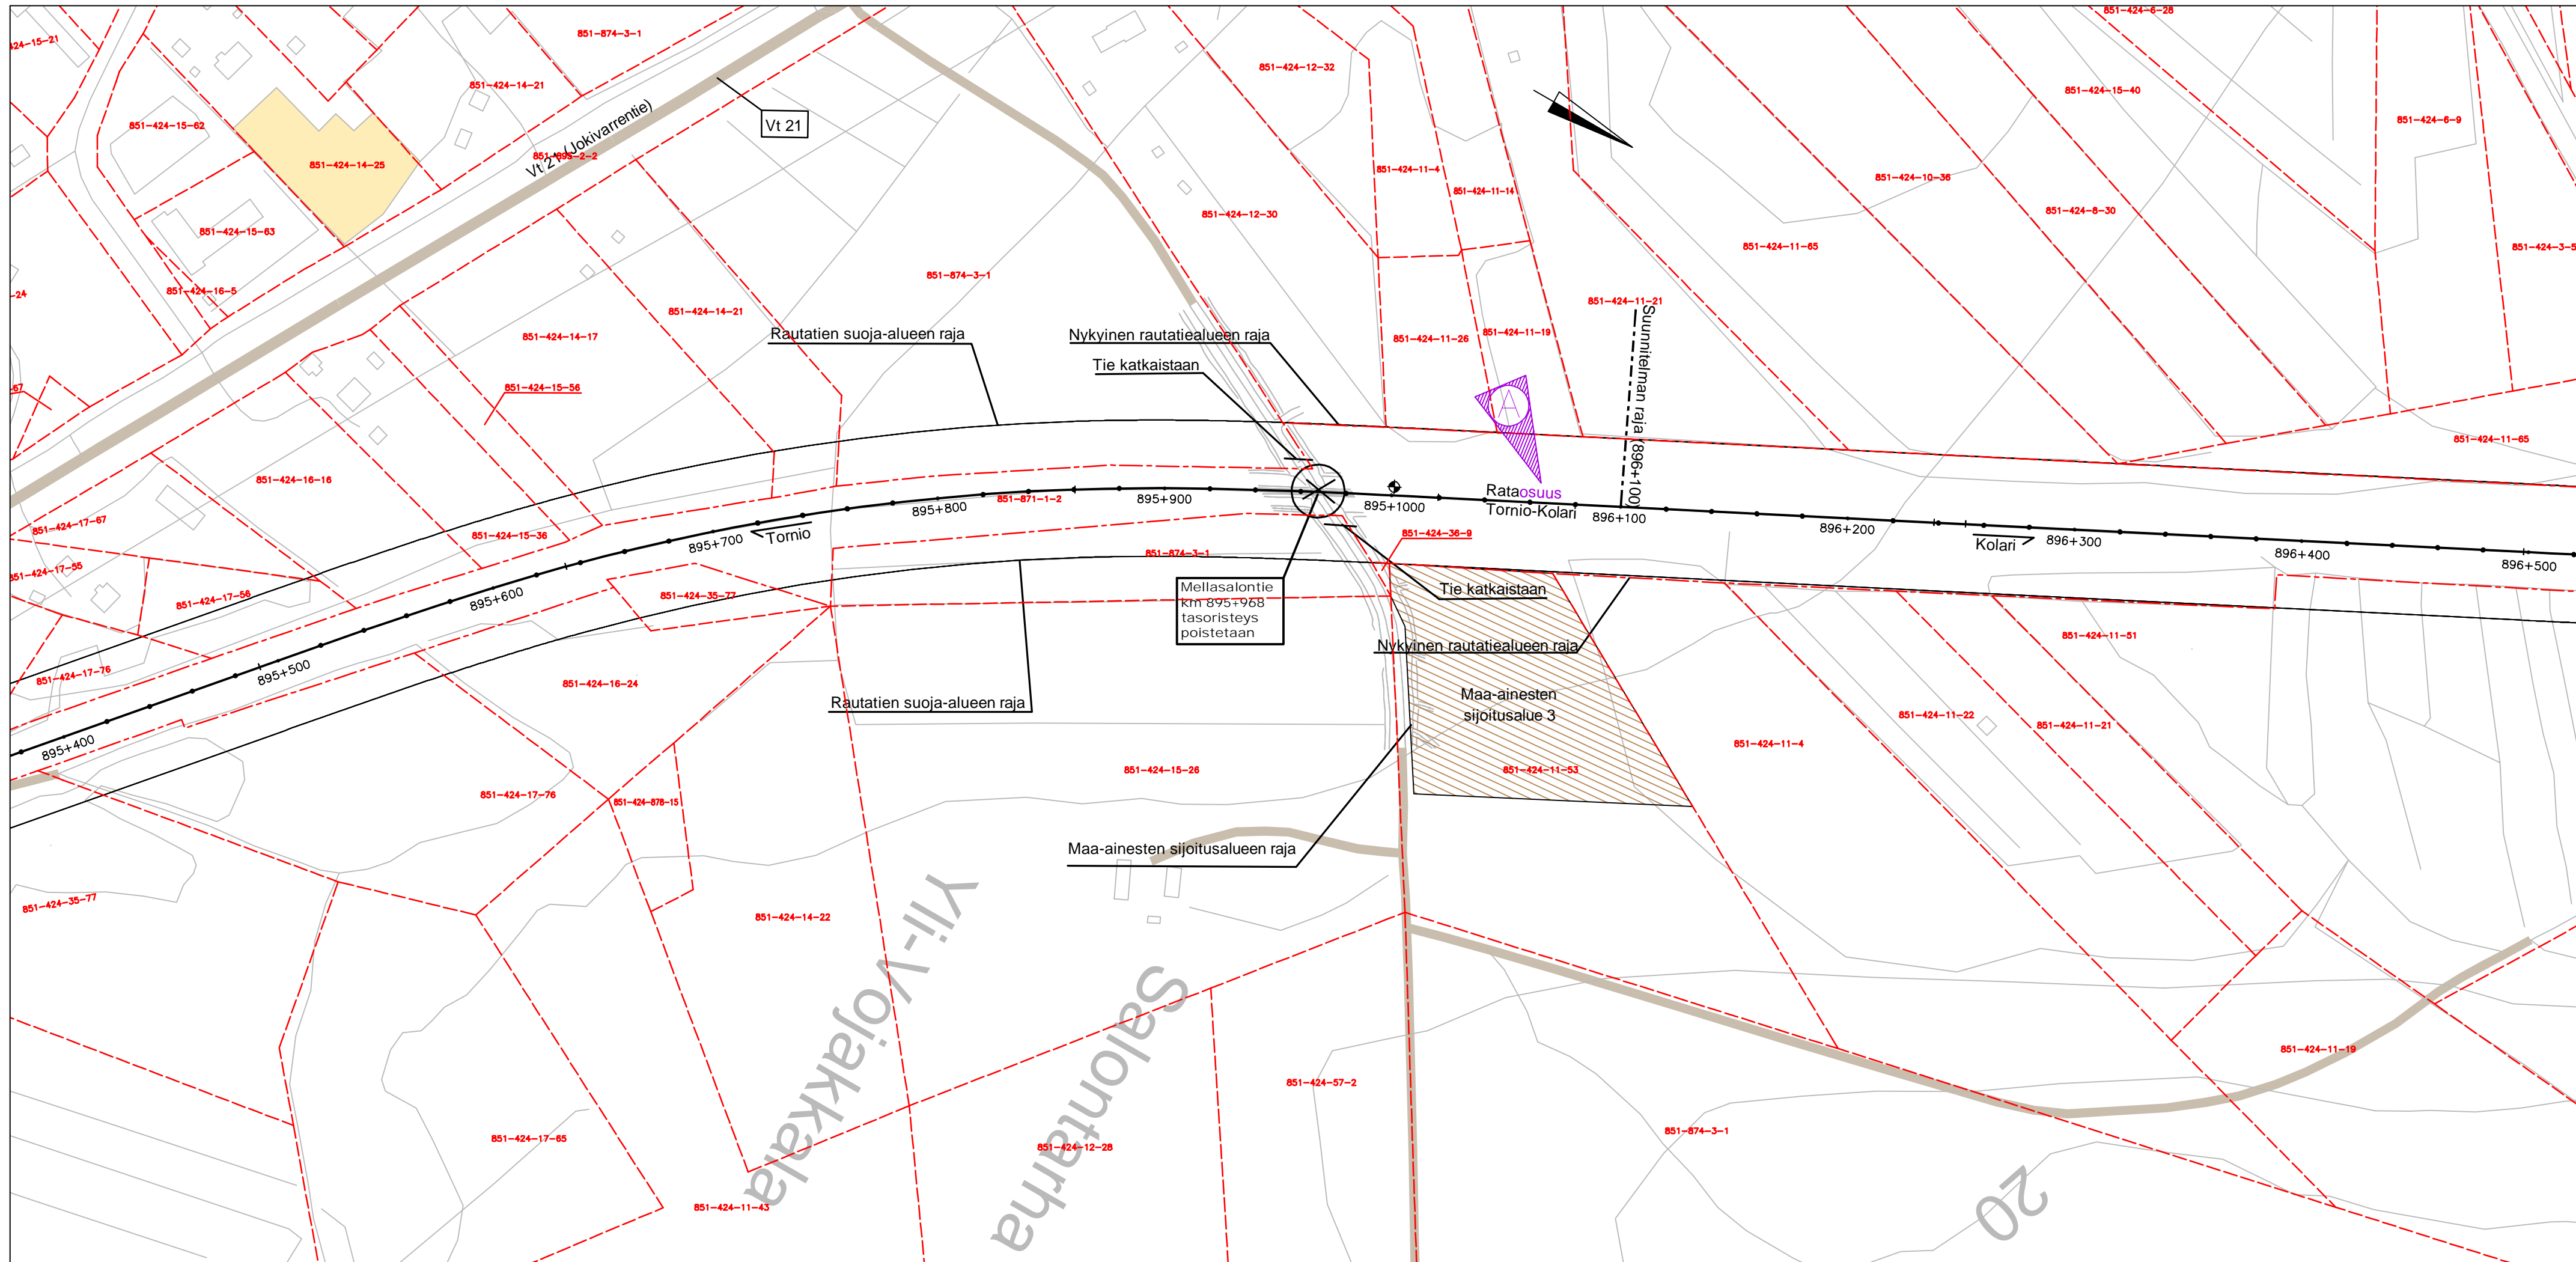 851-424-6-28
24-15-21
851-874-3-1
851-424-12-32
851-424-14-21
851-424-15-40
851-424-15-62
Vt 21
851-424-6-9
Vt 21 (Jokivarrentie)
851-424-14-25
851-424-11-4
851-424-11-14
851-424-10-36
851-424-12-30
851-424-8-30
851-424-15-63
851-424-11-65
851-424-3-5
851-874-3-1
851-424-16-5
-24
851-424-11-21
851-424-14-21
851-424-14-17
Rautatien suoja-alueen raja
Nykyinen rautatiealueen raja
851-424-11-26
851-424-11-19
Suunnitelman raja (896+100)
Tie katkaistaan
67
851-424-15-56
A
851-424-11-65
851-424-16-16
Rataosuus
Tornio-Kolari
851-871-1-2
895+900
895+800
895+1000
896+100
896+200
896+300
896+400
896+500
851-424-17-67
851-424-15-36
895+700
Tornio
Kolari
851-424-36-9
851-874-3-1
851-424-17-55
851-424-17-56
895+600
851-424-35-77
Mellasalontie
km 895+968
tasoristeys
poistetaan
Tie katkaistaan
851-424-11-51
Nykyinen rautatiealueen raja
851-424-17-76
895+500
851-424-16-24
Rautatien suoja-alueen raja
Maa-ainesten
sijoitusalue 3
851-424-11-22
851-424-11-21
895+400
851-424-11-4
851-424-15-26
851-424-11-53
851-424-17-76
851-424-878-15
Maa-ainesten sijoitusalueen raja
851-424-35-77
851-424-14-22
Yli-Vojakkala
Salontarha
851-424-11-19
851-424-57-2
851-874-3-1
851-424-17-65
851-424-12-28
851-424-11-43
20